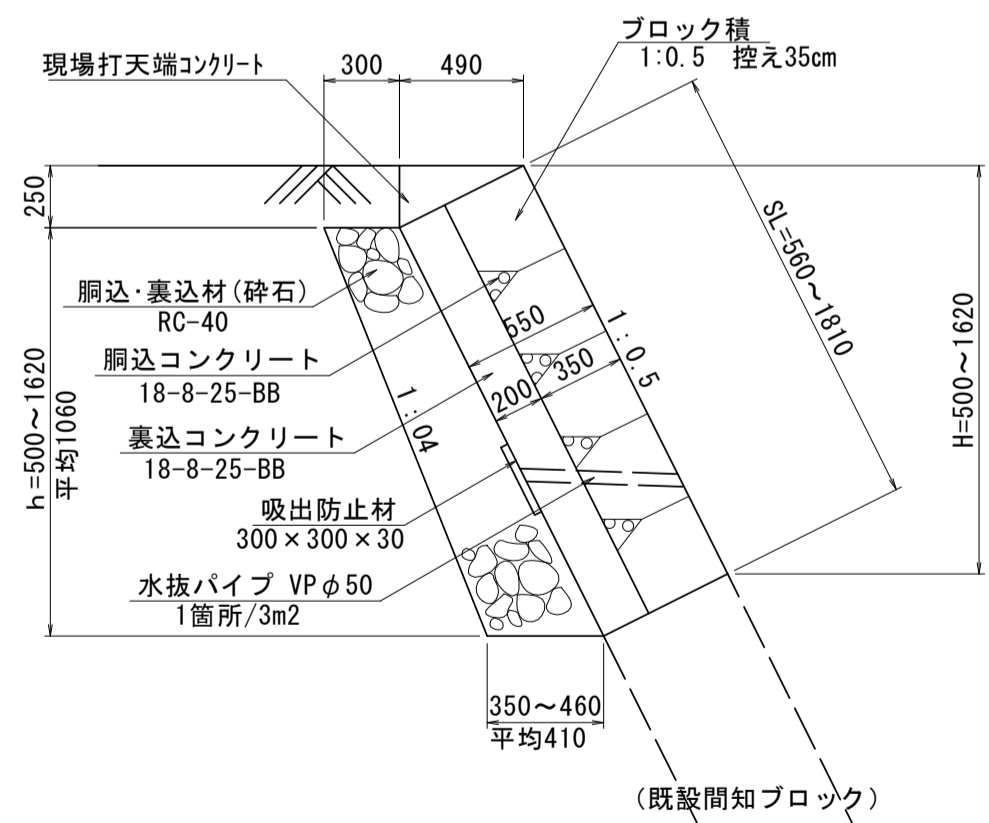 ブロック積
1:0.5 控え35cm
現場打天端コンクリート
300
490
250
SL=560～1810
胴込・裏込材(砕石)
RC-40
550
1:0.5
H=500～1620
胴込コンクリート
18-8-25-BB
350
200
h=500～1620
平均1060
1:04
裏込コンクリート
18-8-25-BB
吸出防止材
300×300×30
水抜パイプ VPφ50
1箇所/3m2
350～460
平均410
(既設間知ブロック)